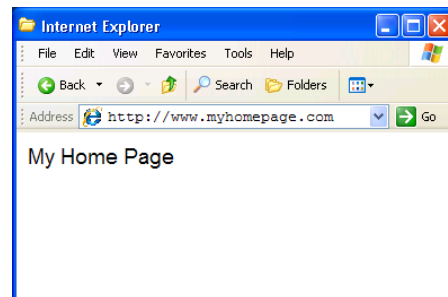 Internet Explorer
File Edit View Favorites Tools Help
Back Search Folders
Address http://www.myhomepage.com Go
My Home Page